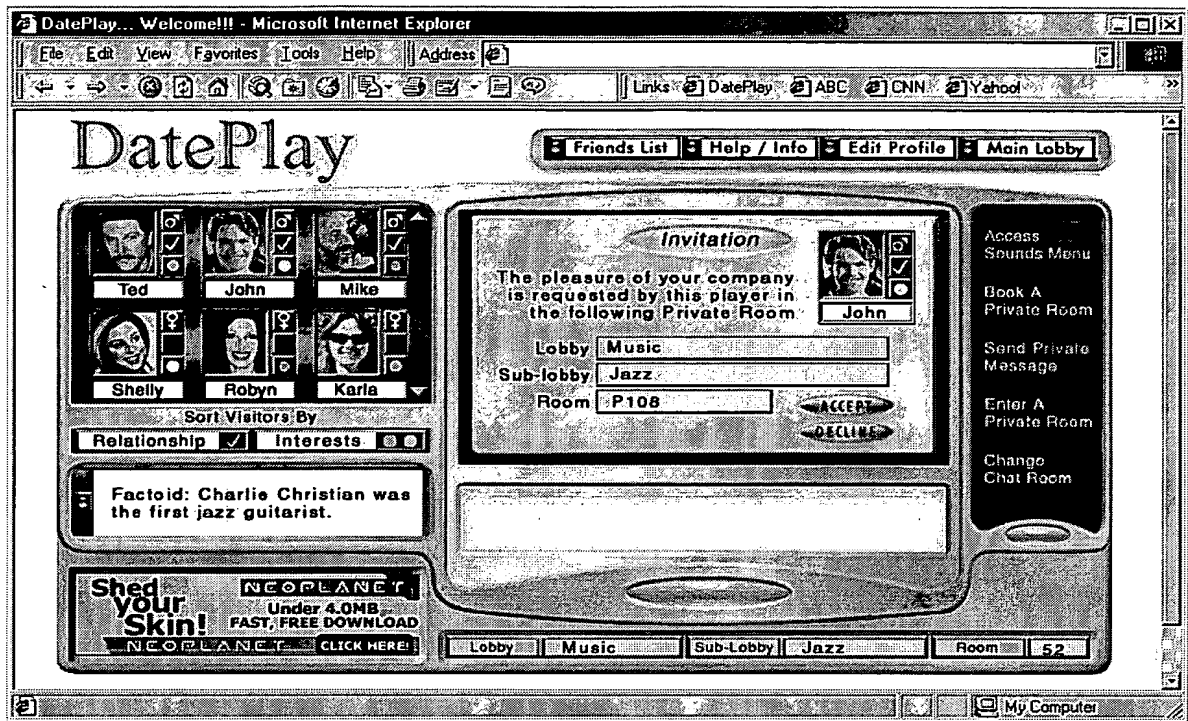 DatePlay... Welcome!!! - Microsoft Internet Explorer
File Edit View Favorites Tools Help Address
Links DatePlay ABC CNN Yahoo!
DatePlay
Friends List Help / Info Edit Profile Main Lobby
Ted John Mike
Shelly Robyn Karla
Sort Visitors By
Relationship Interests
Factoid: Charlie Christian was
the first jazz guitarist.
Shed
your
Skin!
NEOPLANET
Under 4.0MB
FAST, FREE DOWNLOAD
NEOPLANET CLICK HERE!
Invitation
The pleasure of your company
is requested by this player in
the following Private Room
John
Lobby Music
Sub-lobby Jazz
Room P108
ACCEPT
DECLINE
Access
Sounds Menu
Book A
Private Room
Send Private
Message
Enter A
Private Room
Change
Chat Room
Lobby Music Sub-Lobby Jazz Room 52
My Computer